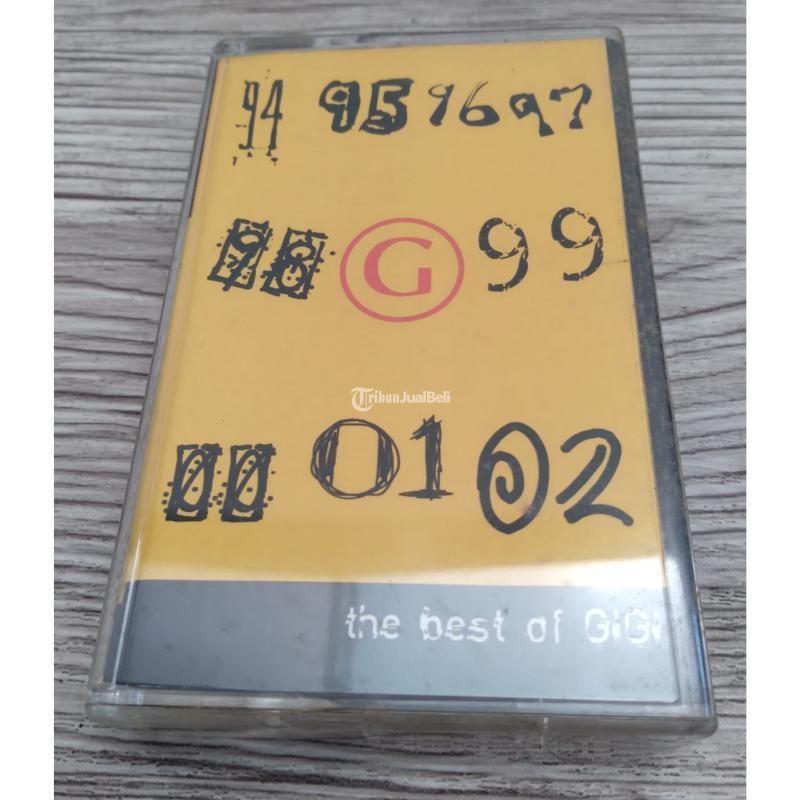 94 95 96 97
98 G 99
TribunJualBeli
00 01 02
the best of GiGi